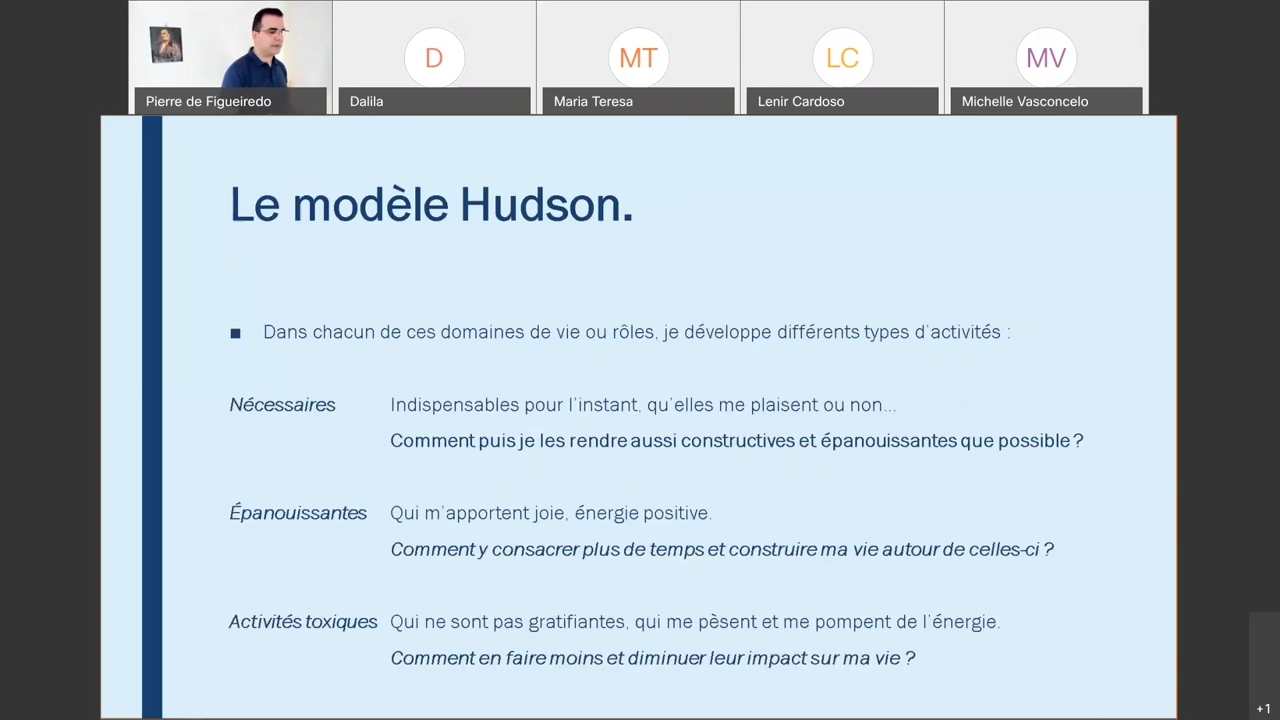 D
MT
LC
MV
Pierre de Figueiredo
Dalila
Maria Teresa
Lenir Cardoso
Michelle Vasconcelo
Le modèle Hudson.
■ Dans chacun de ces domaines de vie ou rôles, je développe différents types d'activités :
Nécessaires Indispensables pour l'instant, qu'elles me plaisent ou non...
Comment puis je les rendre aussi constructives et épanouissantes que possible ?
Épanouissantes Qui m'apportent joie, énergie positive.
Comment y consacrer plus de temps et construire ma vie autour de celles-ci ?
Activités toxiques Qui ne sont pas gratifiantes, qui me pèsent et me pompent de l'énergie.
Comment en faire moins et diminuer leur impact sur ma vie ?
+1